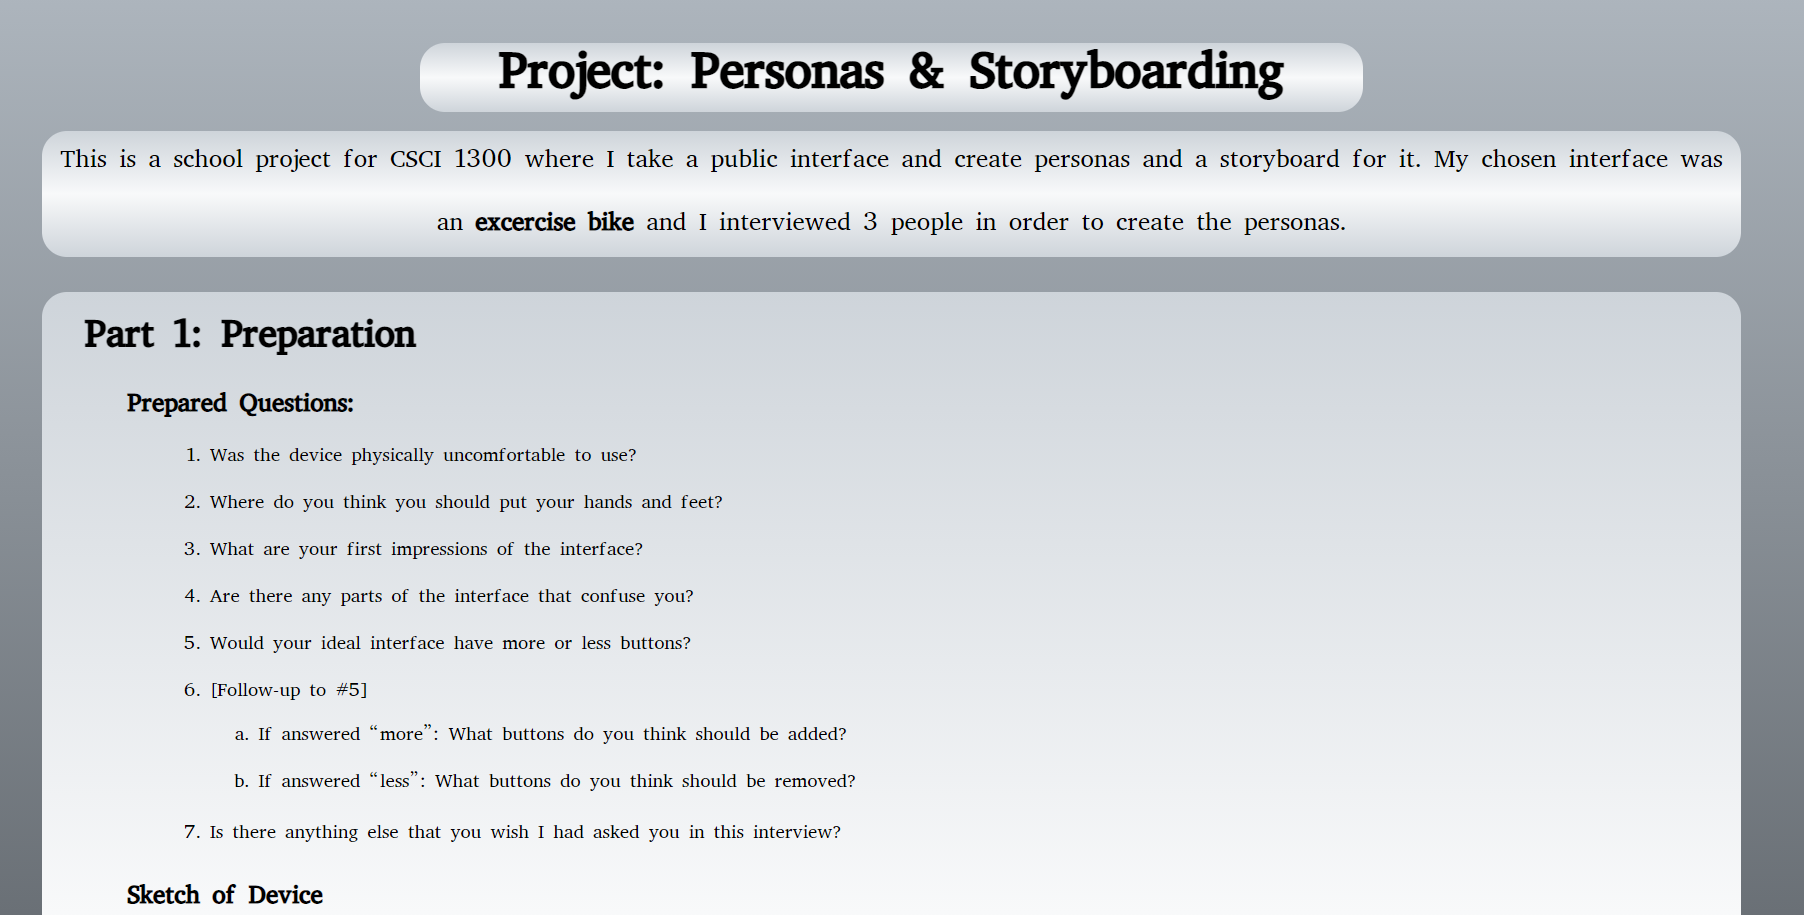 Project: Personas & Storyboarding
This is a school project for CSCI 1300 where I take a public interface and create personas and a storyboard for it. My chosen interface was
an excercise bike and I interviewed 3 people in order to create the personas.
Part 1: Preparation
Prepared Questions:
1. Was the device physically uncomfortable to use?
2. Where do you think you should put your hands and feet?
3. What are your first impressions of the interface?
4. Are there any parts of the interface that confuse you?
5. Would your ideal interface have more or less buttons?
6. [Follow-up to #5]
a. If answered “more”: What buttons do you think should be added?
b. If answered “less”: What buttons do you think should be removed?
7. Is there anything else that you wish I had asked you in this interview?
Sketch of Device